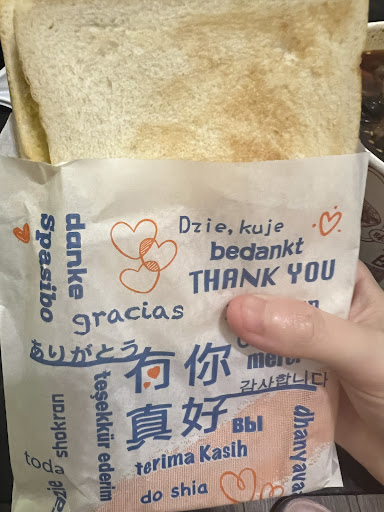 Dzie,kuje
danke
spasibo
bedankt
THANK YOU
gracias
ありがとう
有你
真好
merci
감사합니다
teşekkür ederim
shokran
toda
вы
terima Kasih
do shia